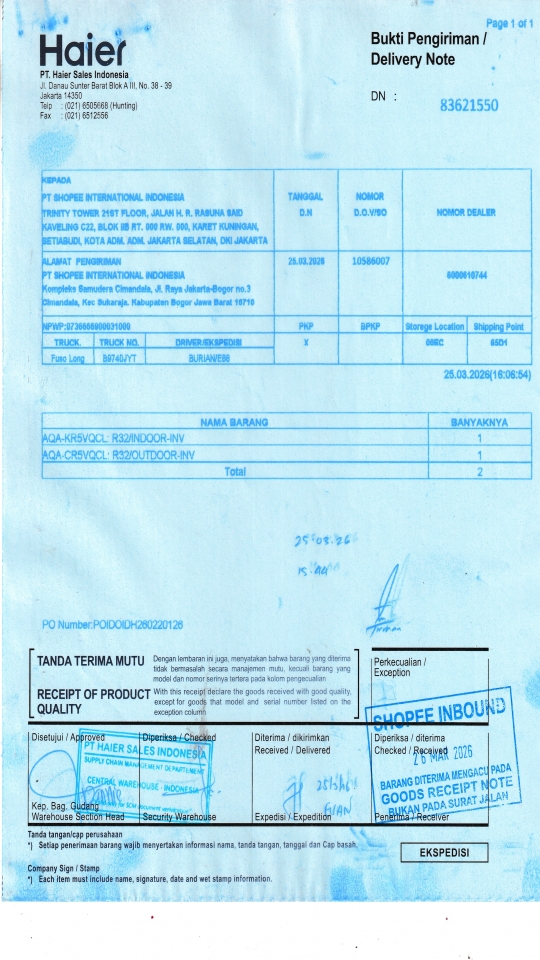 Page 1 of 1
Haier
Bukti Pengiriman /
Delivery Note
PT. Haier Sales Indonesia
Jl. Danau Sunter Barat Blok A III, No. 38 - 39
Jakarta 14350
Telp : (021) 6505668 (Hunting)
Fax : (021) 6512556
DN : 83621550
KEPADA
PT SHOPEE INTERNATIONAL INDONESIA
TRINITY TOWER 21ST FLOOR, JALAN H. R. RASUNA SAID
KAVELING C22, BLOK IIB RT. 000 RW. 000, KARET KUNINGAN,
SETIABUDI, KOTA ADM. ADM. JAKARTA SELATAN, DKI JAKARTA
TANGGAL
D.N
NOMOR
D.O.V/SO
NOMOR DEALER
ALAMAT PENGIRIMAN
PT SHOPEE INTERNATIONAL INDONESIA
Kompleks Samudera Cimandala, Jl. Raya Jakarta-Bogor no.3
Cimandala, Kec Sukaraja. Kabupaten Bogor Jawa Barat 16710
25.03.2026
10586007
6000610744
NPWP:0736666900031000
PKP
BPKP
Storage Location
Shipping Point
TRUCK.
TRUCK NO.
DRIVER/EKSPEDISI
X
65D1
Fuso Long
B9740JYT
25.03.2026(16:06:54)
NAMA BARANG BANYAKNYA
AQA-KR5VQCL: R32/INDOOR-INV 1
AQA-CR5VQCL: R32/OUTDOOR-INV 1
Total 2
PO Number:POIDOIDH260220126
TANDA TERIMA MUTU
Dengan lembaran ini juga, menyatakan bahwa barang yang diterima
tidak bermasalah secara manajemen mutu, kecuali barang yang
model dan nomor serinya tertera pada kolom pengecualian
RECEIPT OF PRODUCT
QUALITY
With this receipt declare the goods received with good quality,
except for goods that model and serial number listed on the
exception column
Perkecualian /
Exception
SHOPEE INBOUND
26 MAR 2026
BARANG DITERIMA MENGACU PADA
GOODS RECEIPT NOTE
BUKAN PADA SURAT JALAN
Disetujui / Approved
Diperiksa / Checked
Diterima / dikirimkan
Received / Delivered
Diperiksa / diterima
Checked / Received
PT HAIER SALES INDONESIA
SUPPLY CHAIN MANAGEMENT DEPARTEMENT
CENTRAL WAREHOUSE - INDONESIA
Kep. Bag. Gudang
Warehouse Section Head
Security Warehouse
Expedisi / Expedition
Penerima / Receiver
Tanda tangan/cap perusahaan
*) Setiap penerimaan barang wajib menyertakan informasi nama, tanda tangan, tanggal dan Cap basah.
EKSPEDISI
Company Sign / Stamp
*) Each item must include name, signature, date and wet stamp information.